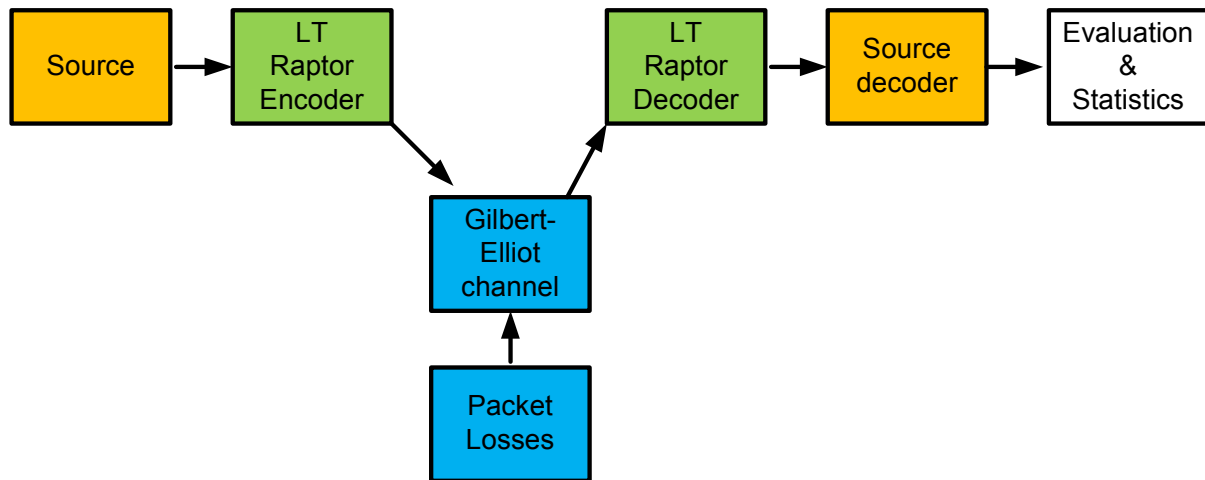 Source
LT
Raptor
Encoder
LT
Raptor
Decoder
Source
decoder
Evaluation
&
Statistics
Gilbert-
Elliot
channel
Packet
Losses